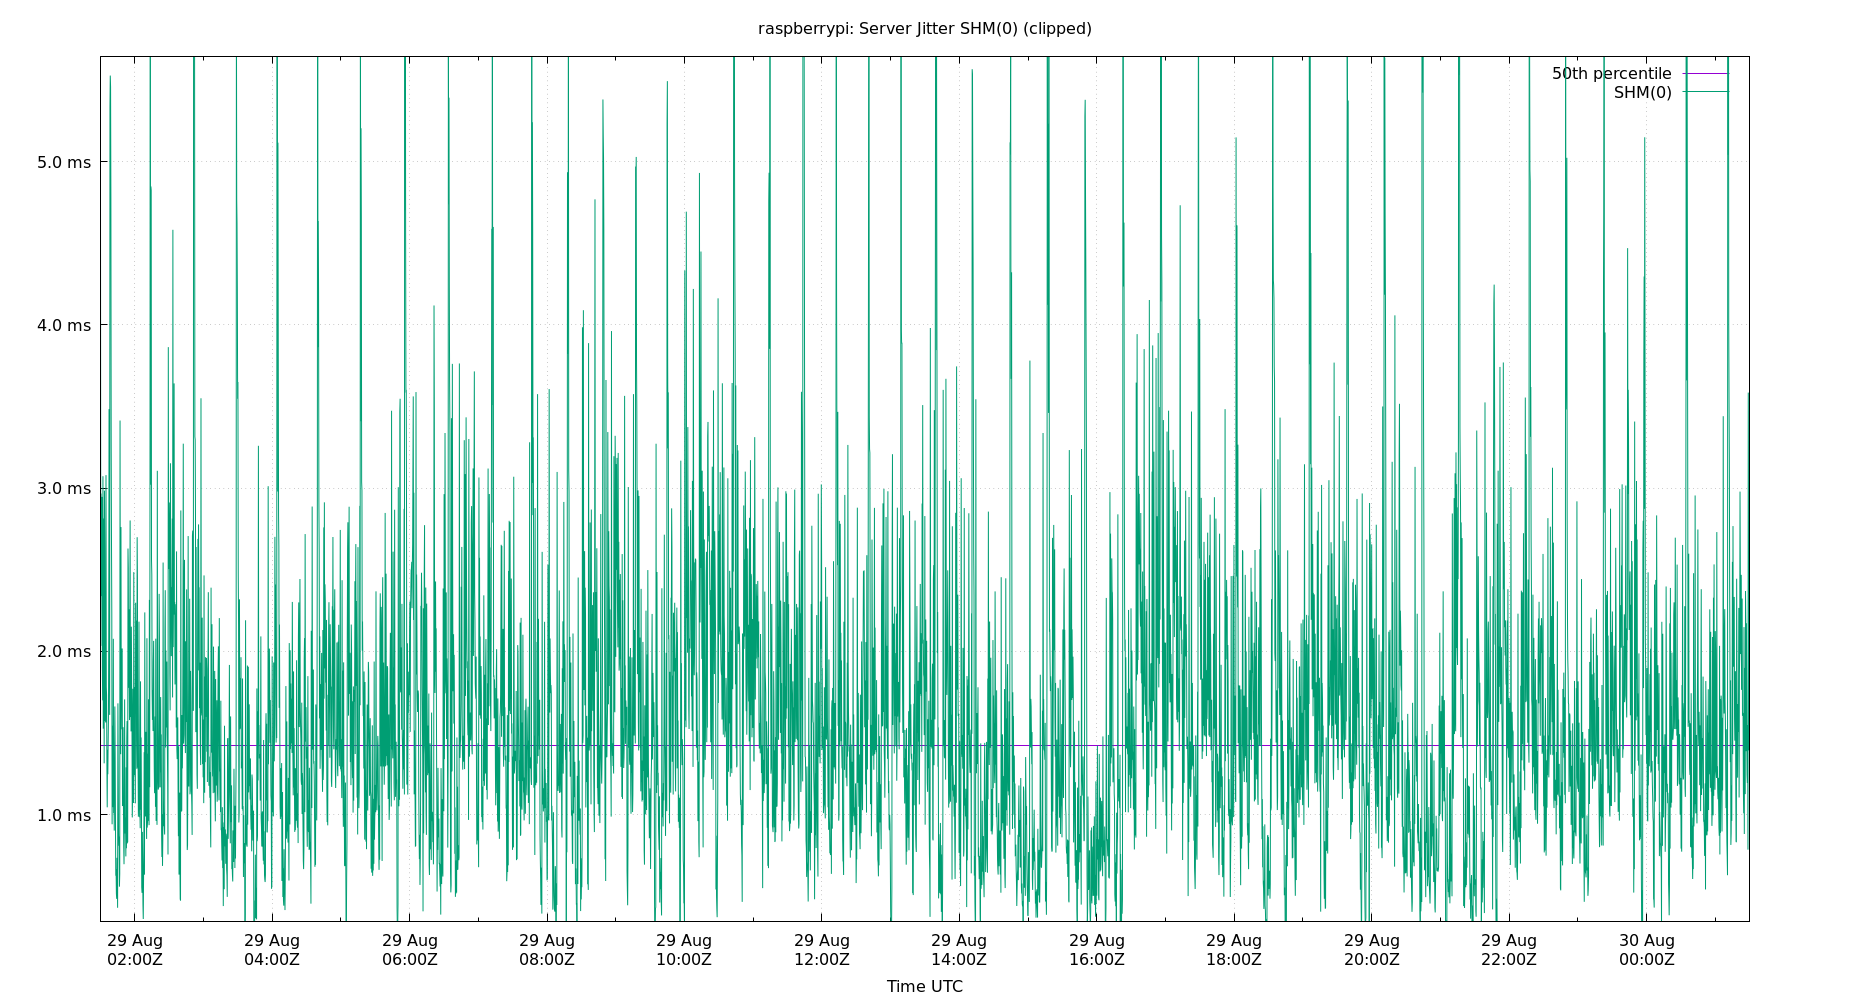 raspberrypi: Server Jitter SHM(0) (clipped)
50th percentile
SHM(0)
5.0 ms
4.0 ms
3.0 ms
2.0 ms
1.0 ms
29 Aug 29 Aug 29 Aug 29 Aug 29 Aug 29 Aug 29 Aug 29 Aug 29 Aug 29 Aug 29 Aug 30 Aug
02:00Z 04:00Z 06:00Z 08:00Z 10:00Z 12:00Z 14:00Z 16:00Z 18:00Z 20:00Z 22:00Z 00:00Z
Time UTC